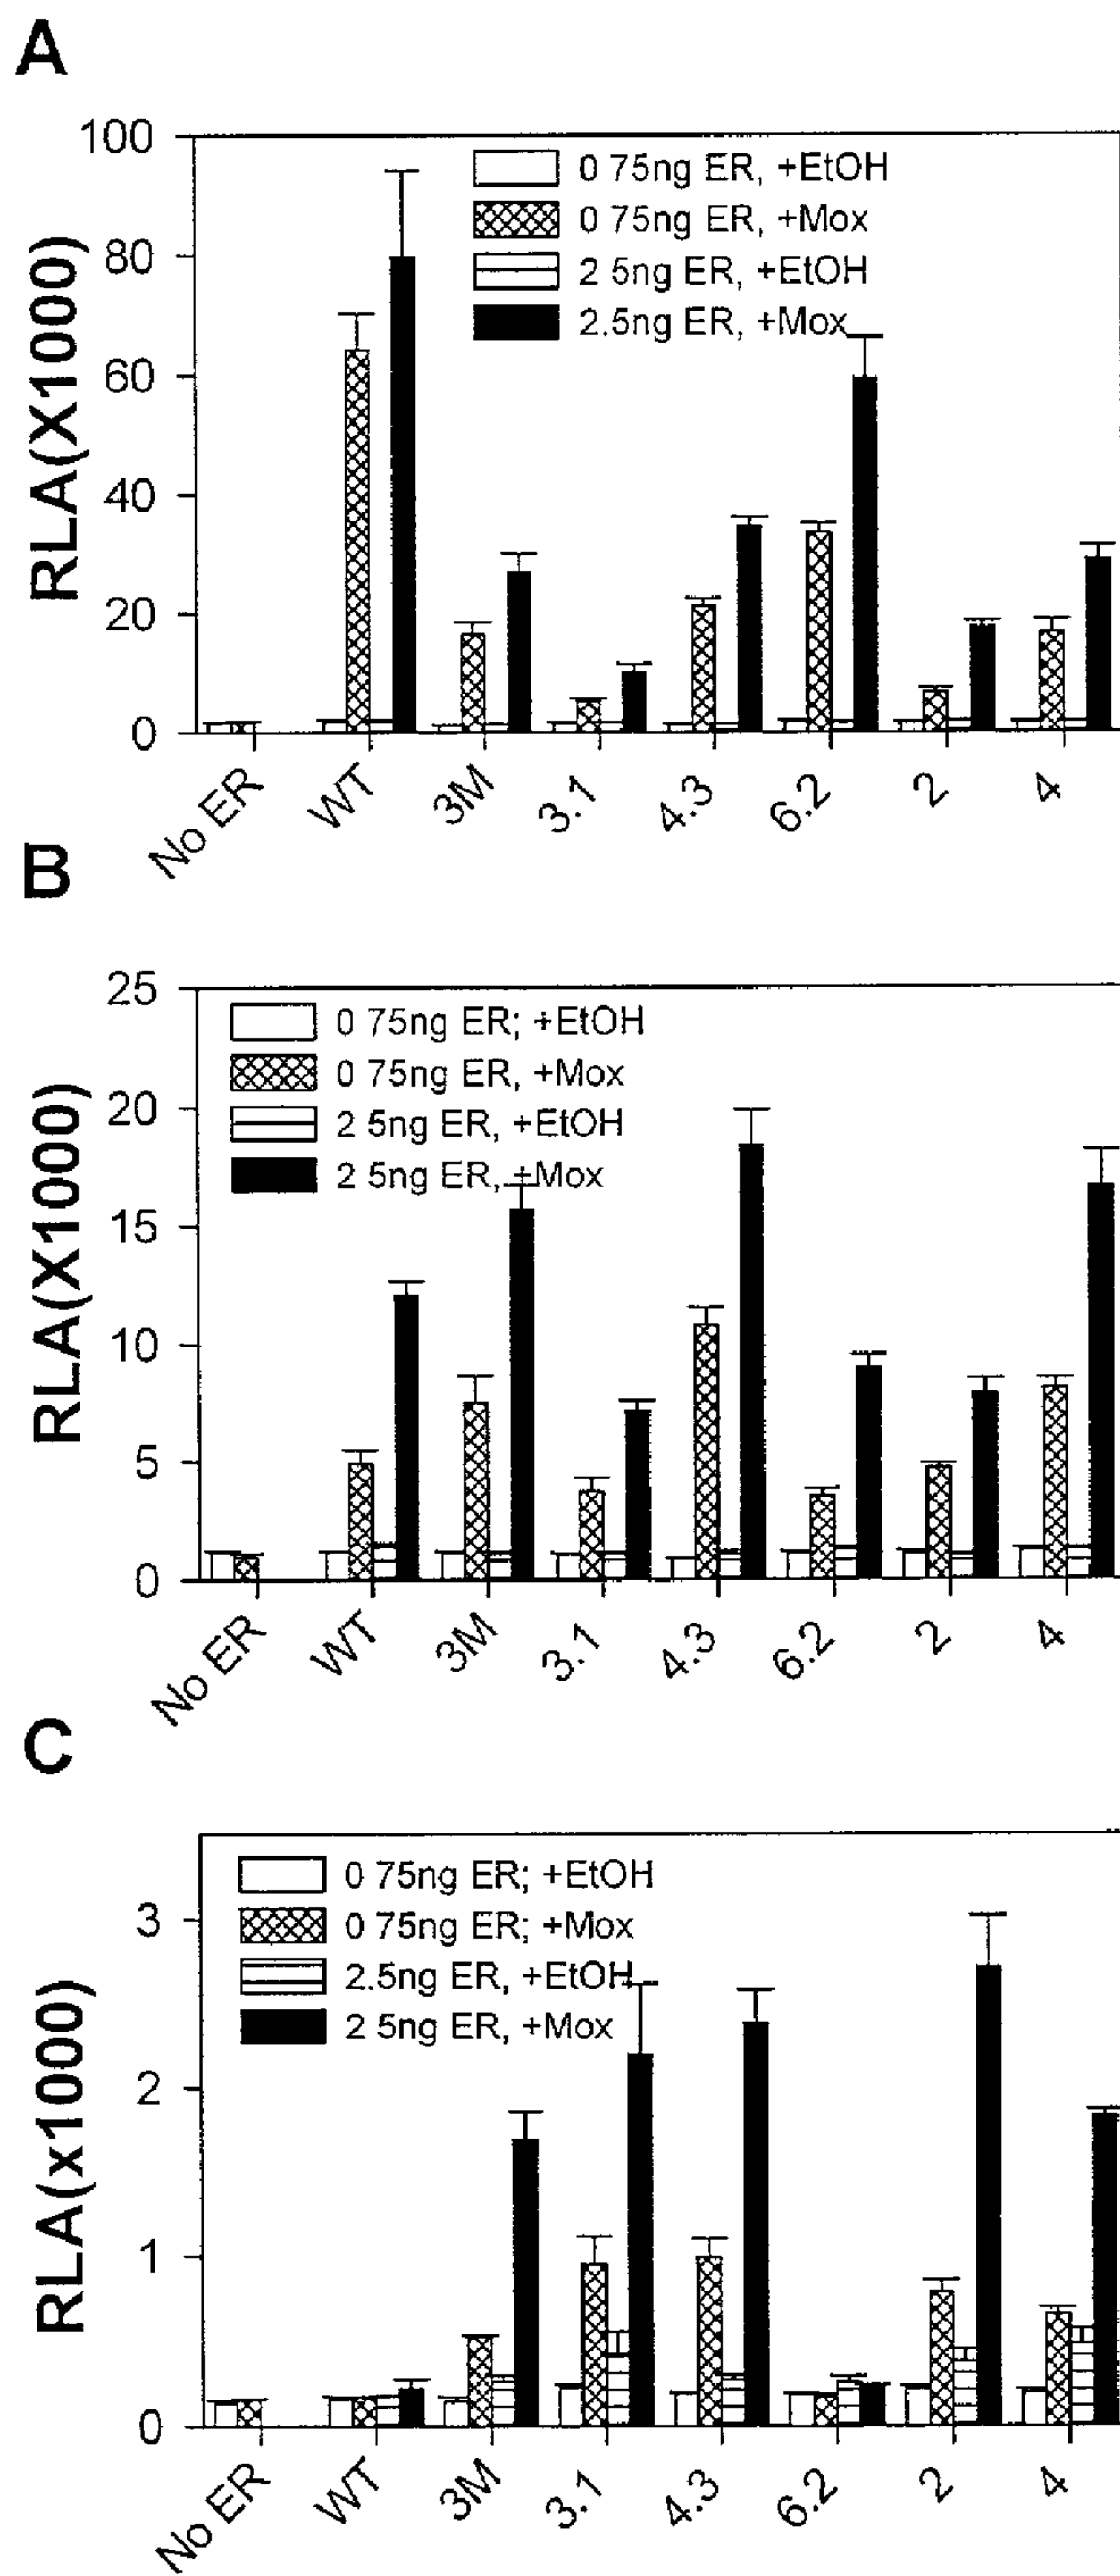 A
RLA(X1000)
100
80
60
40
20
0
0 75ng ER, +EtOH
0 75ng ER, +Mox
2 5ng ER, +EtOH
2.5ng ER, +Mox
No ER
WT
3M
3.1
4.3
6.2
2
4
B
RLA(X1000)
25
20
15
10
5
0
0 75ng ER; +EtOH
0 75ng ER, +Mox
2 5ng ER, +EtOH
2 5ng ER, +Mox
No ER
WT
3M
3.1
4.3
6.2
2
4
C
RLA(x1000)
3
2
1
0
0 75ng ER; +EtOH
0 75ng ER; +Mox
2.5ng ER, +EtOH
2 5ng ER, +Mox
No ER
WT
3M
3.1
4.3
6.2
2
4